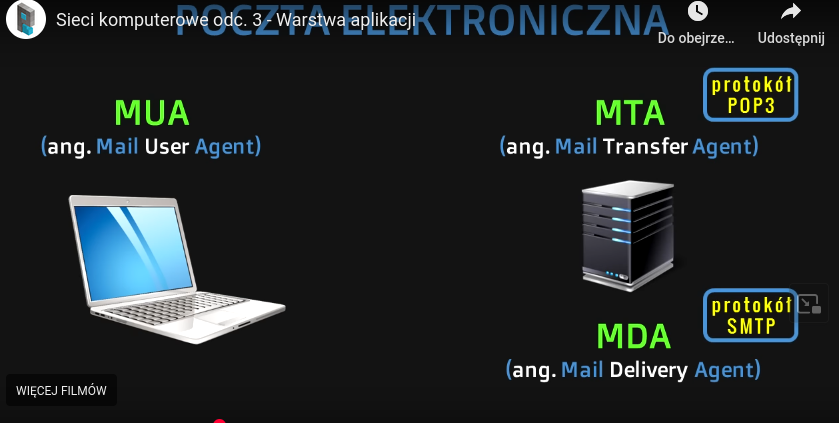 POCZTA ELEKTRONICZNA
Sieci komputerowe odc. 3 - Warstwa aplikacji
Do obejrze...
Udostępnij
MUA
(ang. Mail User Agent)
MTA
(ang. Mail Transfer Agent)
protokół
POP3
protokół
SMTP
MDA
(ang. Mail Delivery Agent)
WIĘCEJ FILMÓW